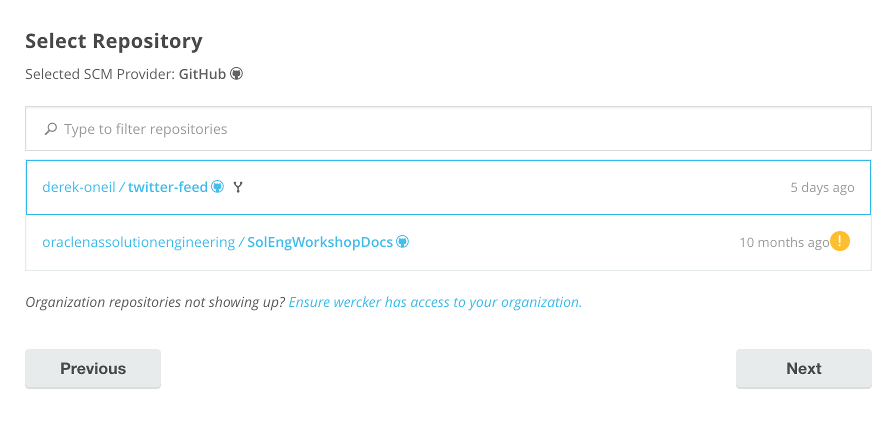 Select Repository
Selected SCM Provider: GitHub
Type to filter repositories
derek-oneil / twitter-feed 5 days ago
oraclenassolutionengineering / SolEngWorkshopDocs 10 months ago !
Organization repositories not showing up? Ensure wercker has access to your organization.
Previous Next